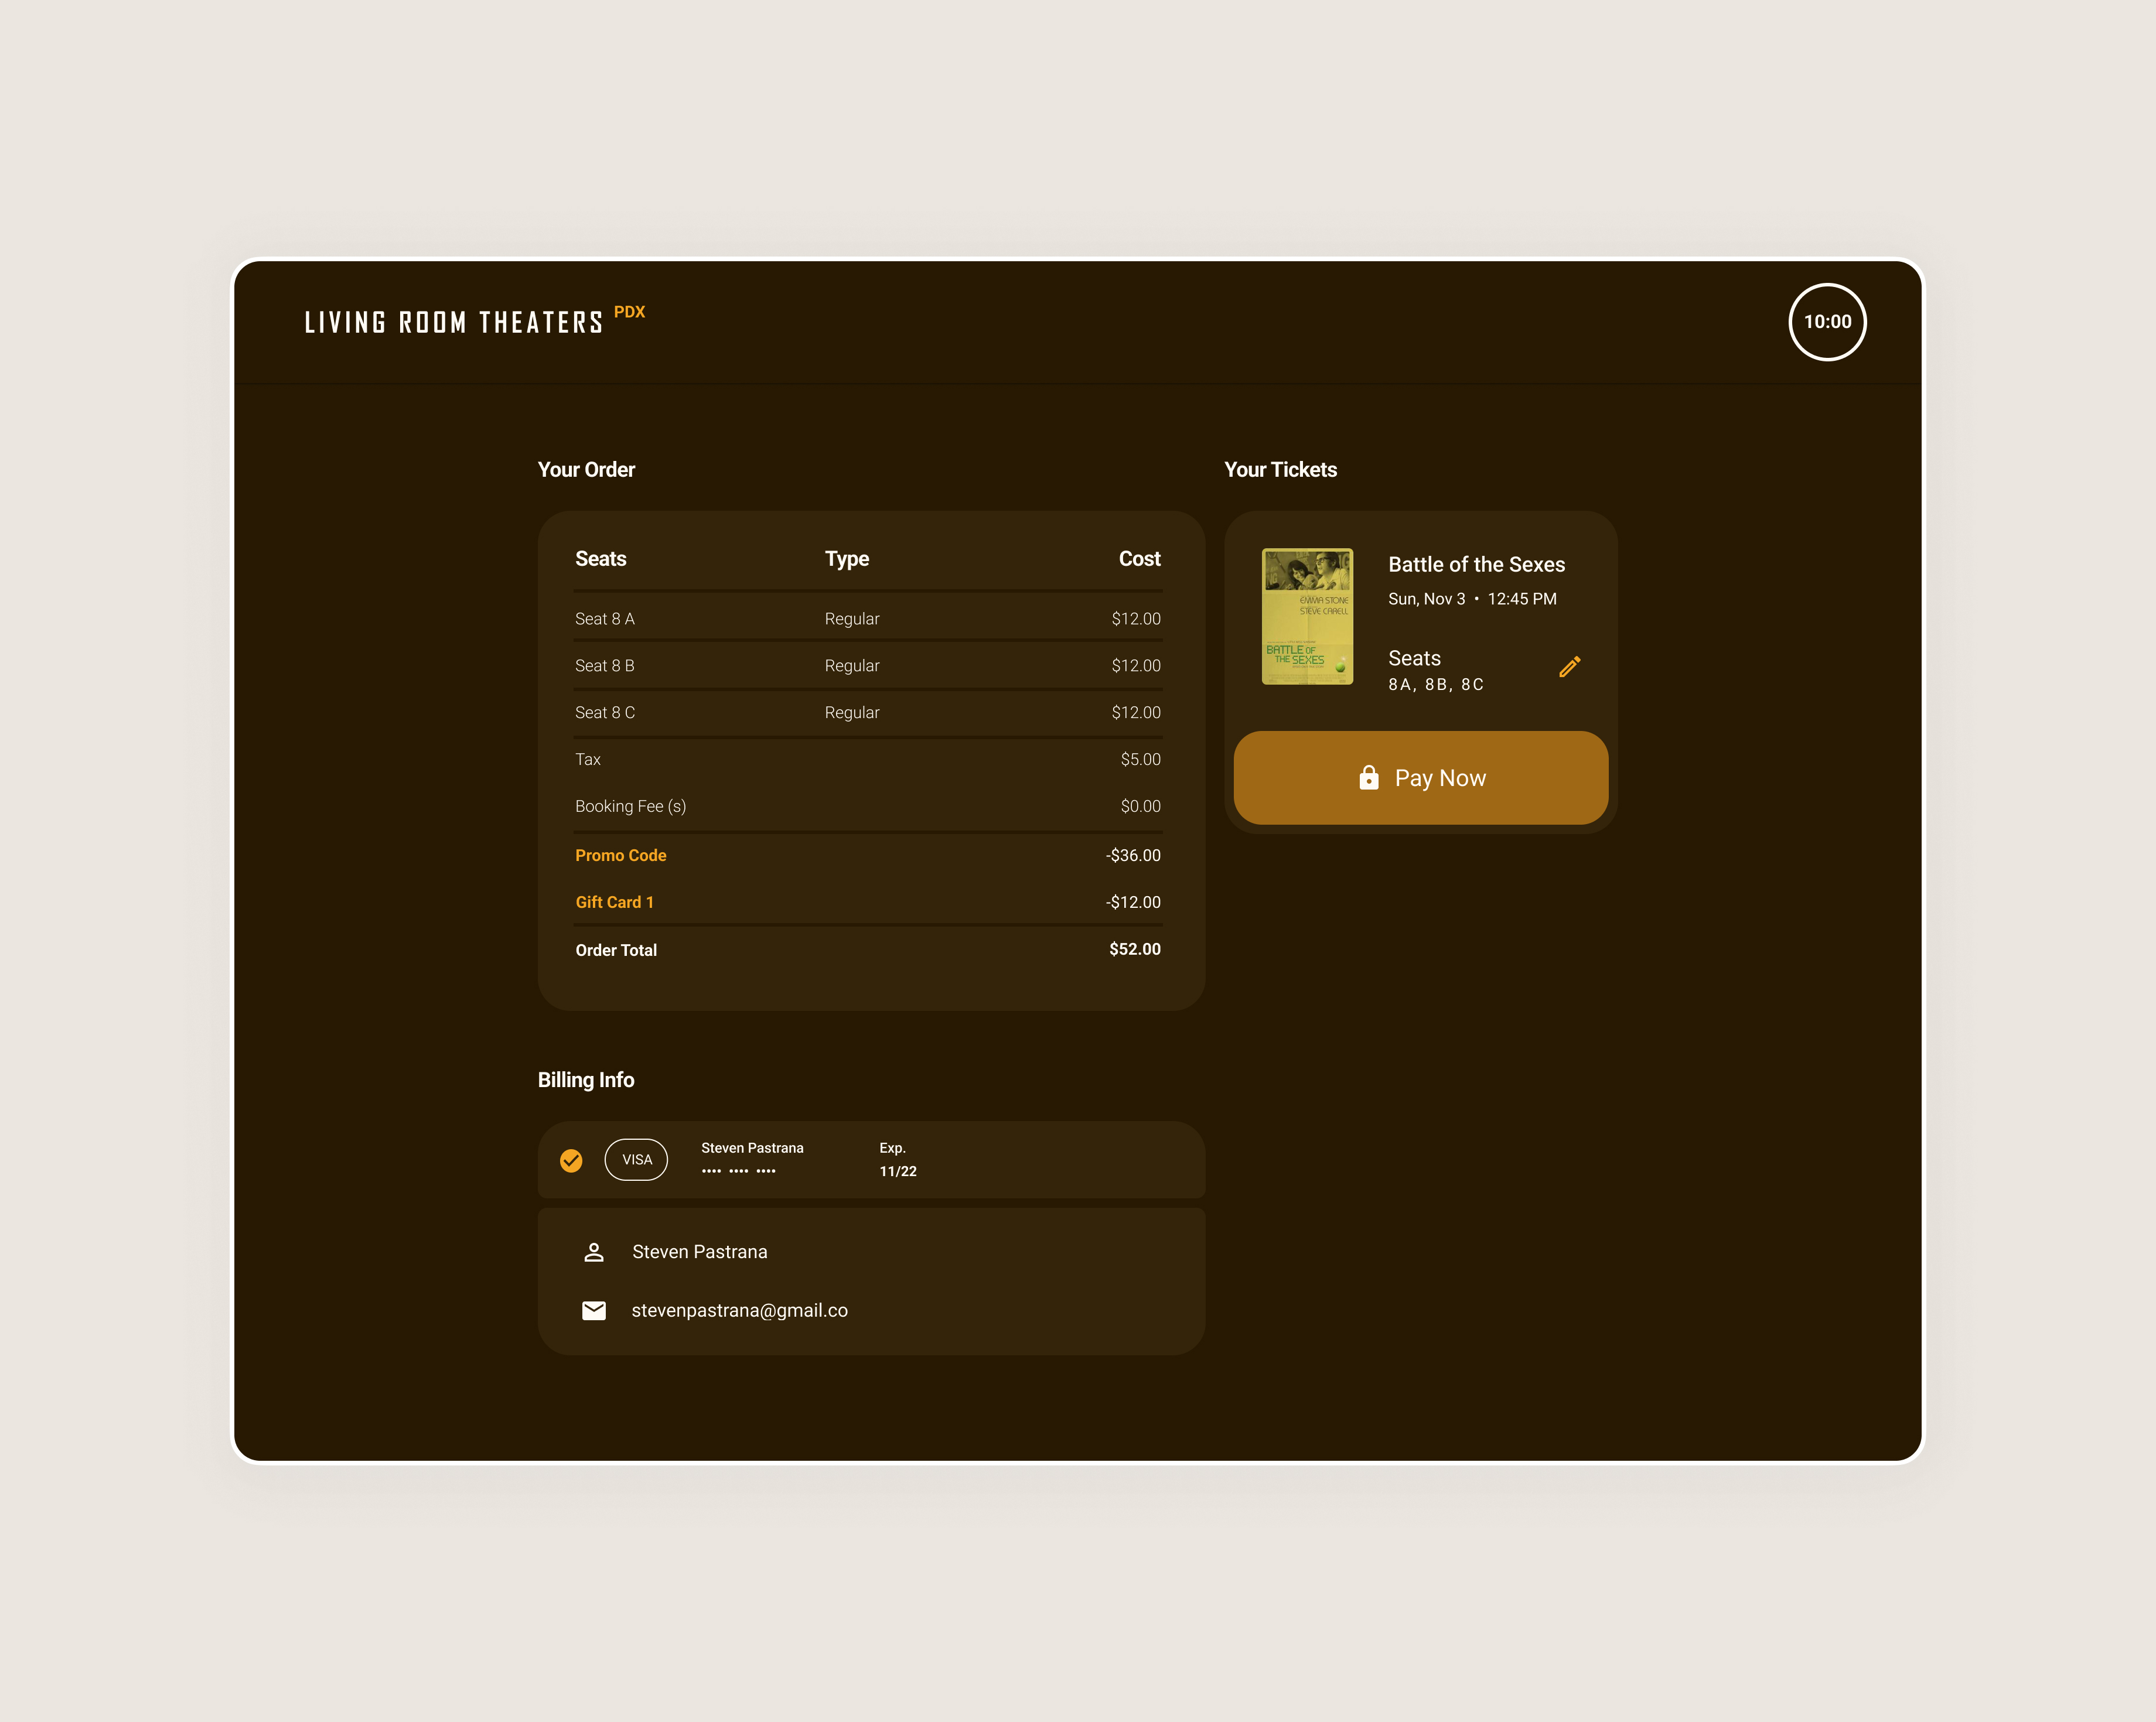 LIVING ROOM THEATERS PDX
10:00
Your Order
Seats Type Cost
Seat 8 A Regular $12.00
Seat 8 B Regular $12.00
Seat 8 C Regular $12.00
Tax $5.00
Booking Fee (s) $0.00
Promo Code -$36.00
Gift Card 1 -$12.00
Order Total $52.00
Your Tickets
EMMA STONE
STEVE CARELL
BATTLE OF
THE SEXES
Battle of the Sexes
Sun, Nov 3 • 12:45 PM
Seats
8A, 8B, 8C
Pay Now
Billing Info
VISA
Steven Pastrana
•••• •••• ••••
Exp.
11/22
Steven Pastrana
stevenpastrana@gmail.co